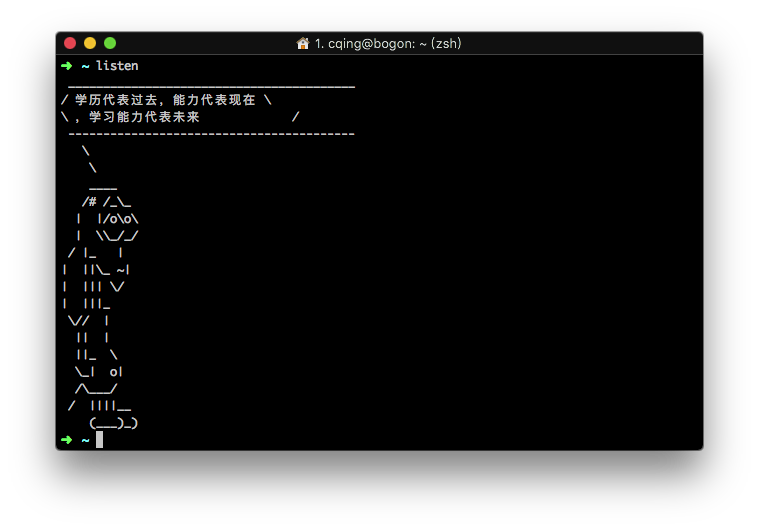 🏠 1. cqing@bogon: ~ (zsh)
➜ ~ listen
 _________________________________________
/ 学历代表过去，能力代表现在 \
\ ，学习能力代表未来             /
 -----------------------------------------
   \
    \
    ____
   /# /_\_
  |  |/o\o\
  |  \\_/_/
 / |_   |
|  ||\_ ~|
|  ||| \/
|  |||_
 \//  |
  ||  |
  ||_  \
  \_|  o|
  /\___/
 /  ||||__
    (___)_)
➜ ~